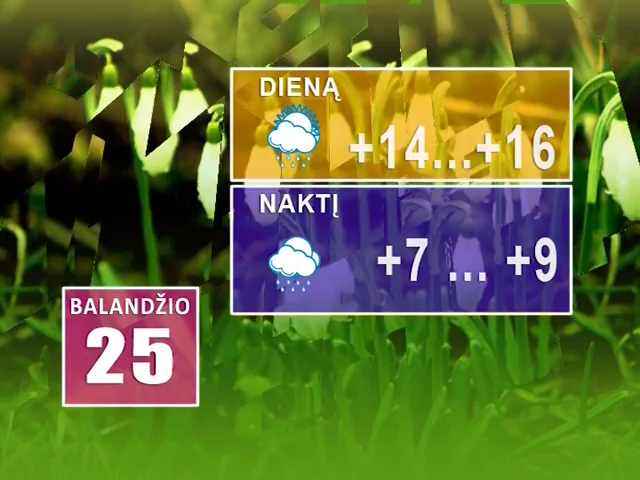 DIENĄ
+14...+16
NAKTĮ
+7 ... +9
BALANDŽIO
25